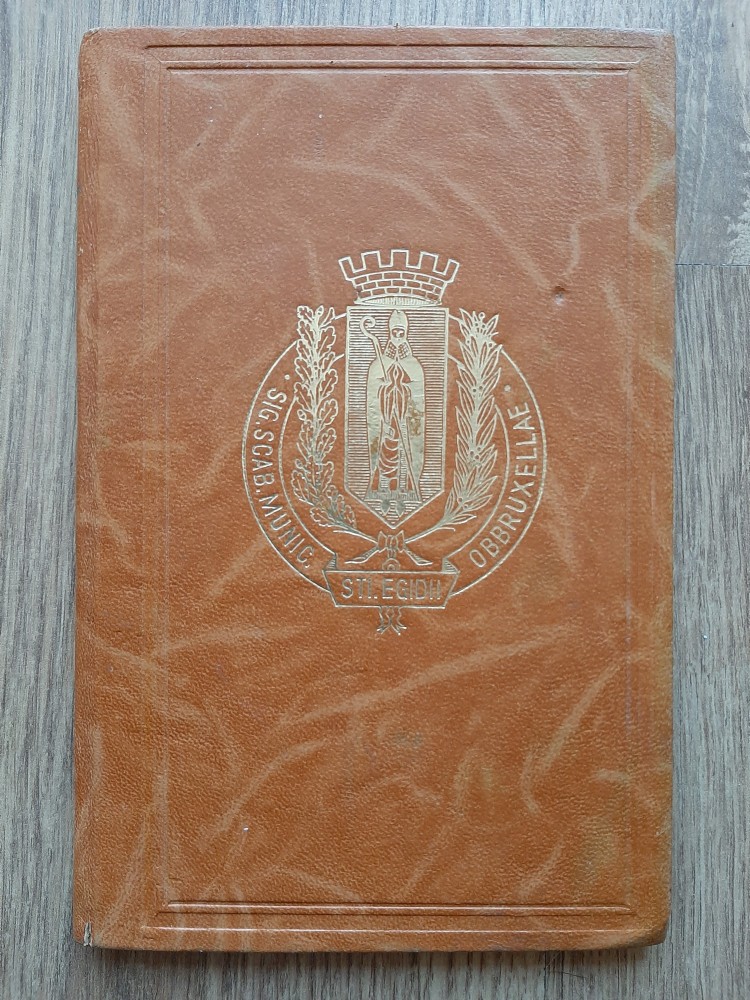 · SIG. SCAB. MUNIC.
STI. EGIDII
OBBRUXELLAE ·